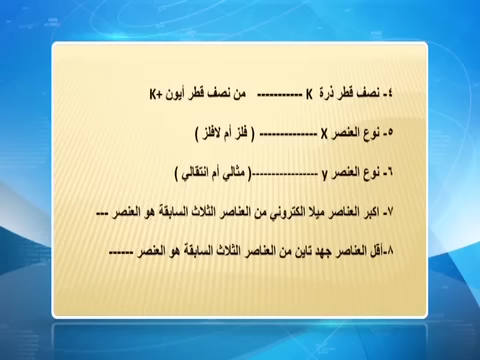 ٤- نصف قطر ذرة K ----------- من نصف قطر أيون +K
٥- نوع العنصر X -------------- ( فلز أم لافلز )
٦- نوع العنصر y -----------------( مثالي أم انتقالي )
٧- اكبر العناصر ميلا الكتروني من العناصر الثلاث السابقة هو العنصر ---
٨-أقل العناصر جهد تاين من العناصر الثلاث السابقة هو العنصر ------